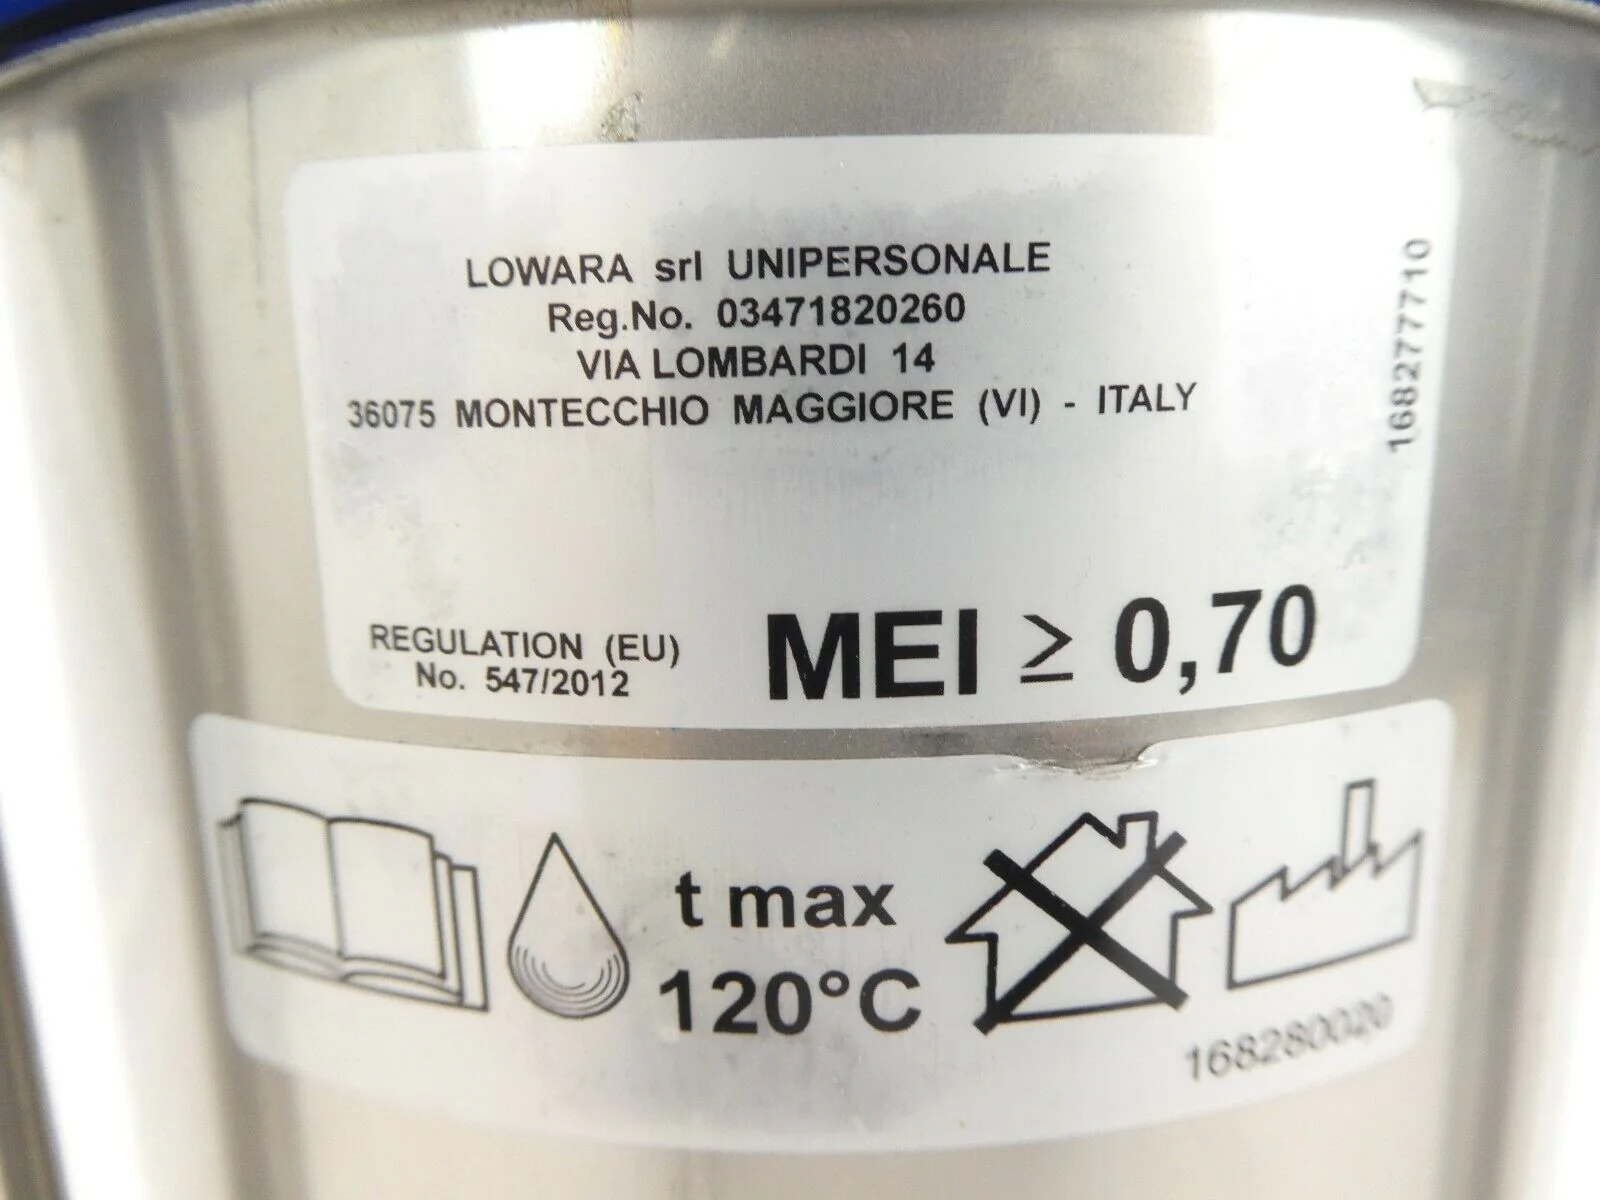 LOWARA srl UNIPERSONALE
Reg.No. 03471820260
VIA LOMBARDI 14
36075 MONTECCHIO MAGGIORE (VI) - ITALY
168277710
REGULATION (EU)
No. 547/2012
MEI ≥ 0,70
t max
120°C
168280020